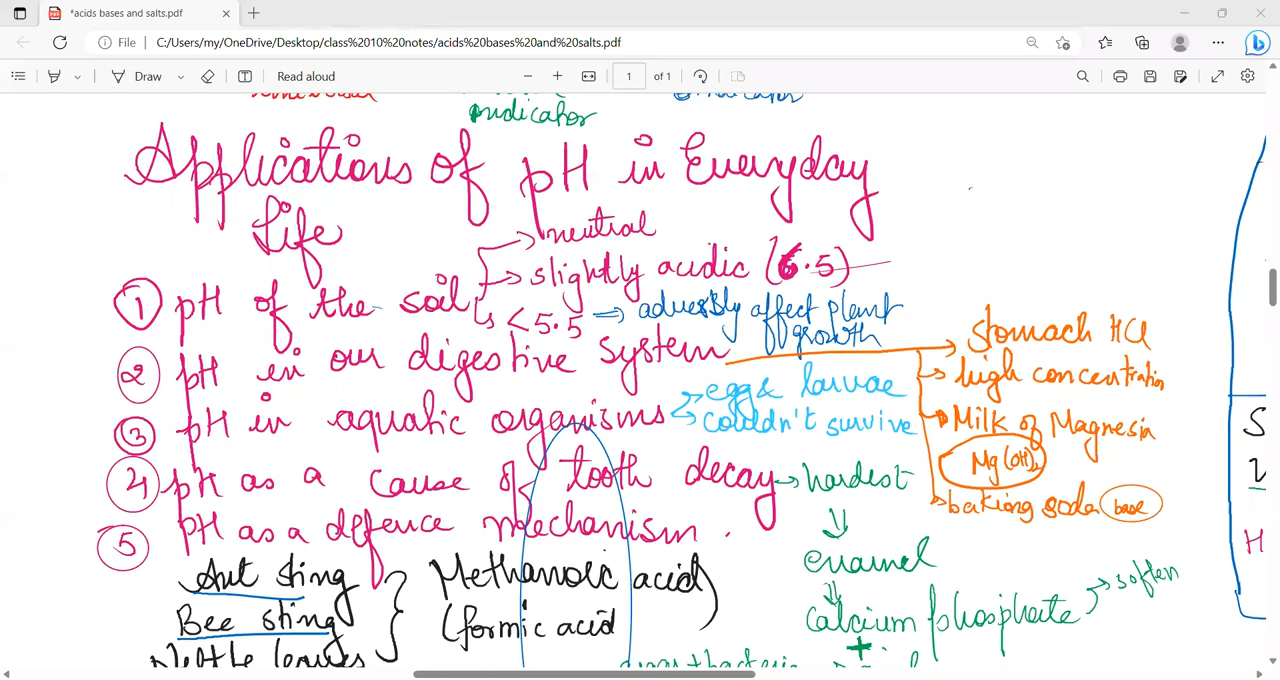 *acids bases and salts.pdf
File C:/Users/my/OneDrive/Desktop/class%2010%20notes/acids%20bases%20and%20salts.pdf
Draw
Read aloud
1 of 1
indicator
Applications of pH in Everyday
Life
neutral
slightly acidic (6.5)
① pH of the soil
<5.5 ⇒ adversbly affect plant
growth
② pH in our digestive system
stomach HCl
high concentration
Milk of Magnesia
Mg(OH)2
baking soda base
③ pH in aquatic organisms
egg & larvae
couldn't survive
④ pH as a cause of tooth decay → hardest
enamel
calcium phosphate → soften
+
⑤ pH as a defence mechanism.
Ant sting
Bee sting
Nettle leaves
Methanoic acid)
(formic acid
S
H